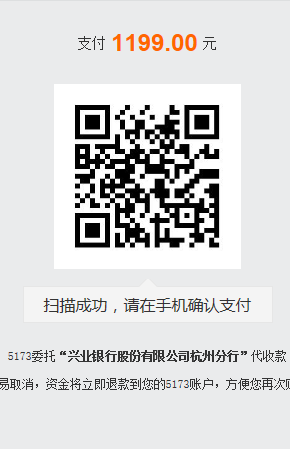 支付 1199.00 元
扫描成功，请在手机确认支付
5173委托“兴业银行股份有限公司杭州分行”代收款
易取消，资金将立即退款到您的5173账户，方便您再次